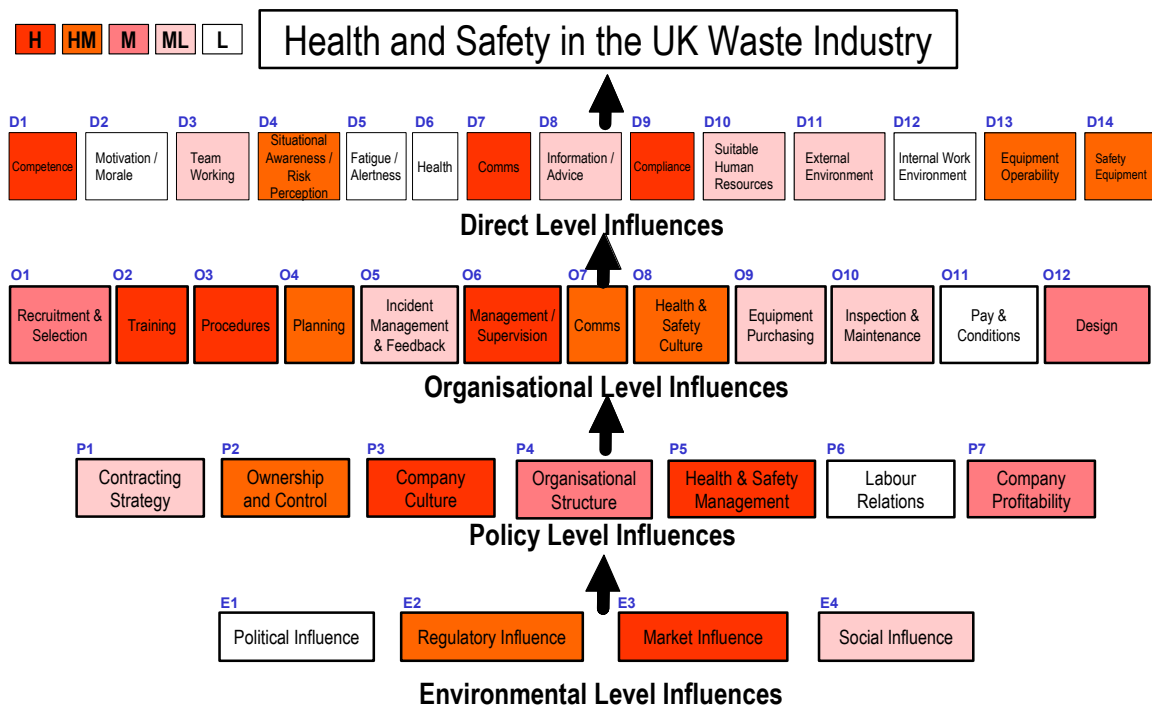 H HM M ML L
Health and Safety in the UK Waste Industry
D1 D2 D3 D4 D5 D6 D7 D8 D9 D10 D11 D12 D13 D14
Competence
Motivation /
Morale
Team
Working
Situational
Awareness /
Risk
Perception
Fatigue /
Alertness
Health
Comms
Information /
Advice
Compliance
Suitable
Human
Resources
External
Environment
Internal Work
Environment
Equipment
Operability
Safety
Equipment
Direct Level Influences
O1 O2 O3 O4 O5 O6 O7 O8 O9 O10 O11 O12
Recruitment &
Selection
Training
Procedures
Planning
Incident
Management
& Feedback
Management /
Supervision
Comms
Health &
Safety
Culture
Equipment
Purchasing
Inspection &
Maintenance
Pay &
Conditions
Design
Organisational Level Influences
P1 P2 P3 P4 P5 P6 P7
Contracting
Strategy
Ownership
and Control
Company
Culture
Organisational
Structure
Health & Safety
Management
Labour
Relations
Company
Profitability
Policy Level Influences
E1 E2 E3 E4
Political Influence
Regulatory Influence
Market Influence
Social Influence
Environmental Level Influences